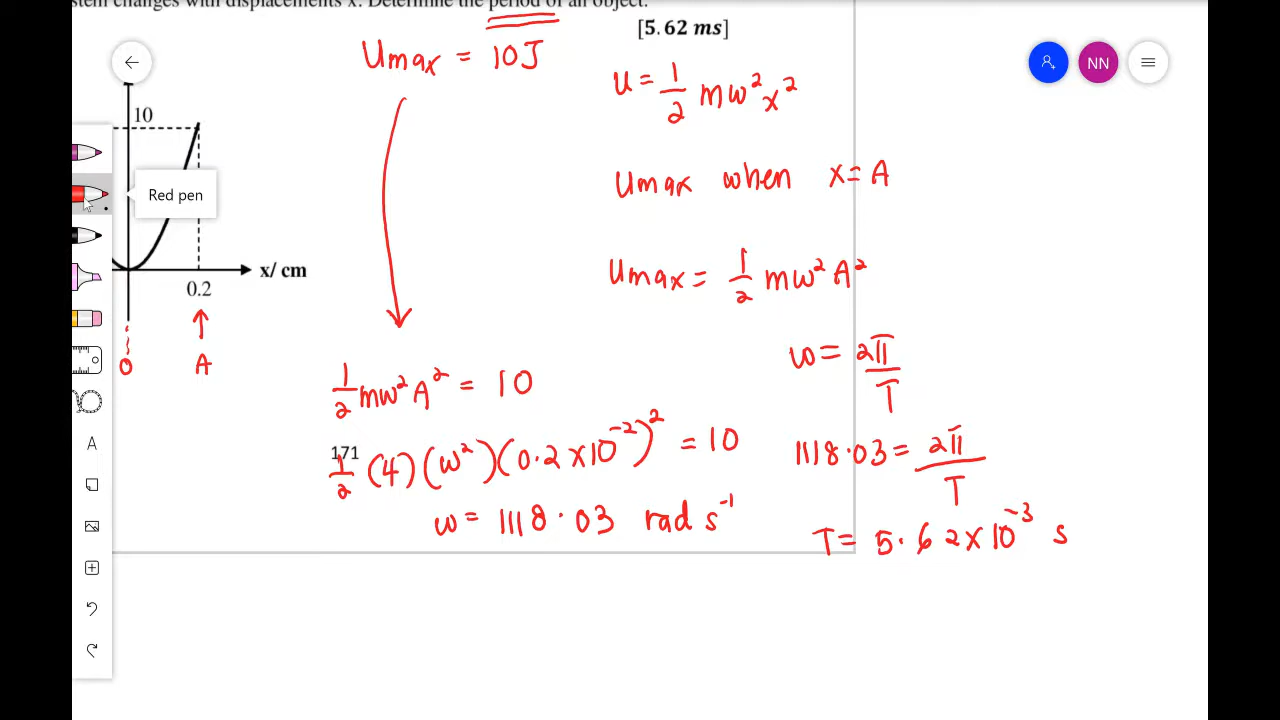 stem changes with displacements x. Determine the period of an object.
[5.62 ms]
Umax = 10J
U = 1/2 mω²x²
NN
10
Red pen
Umax when x = A
x/ cm
0.2
Umax = 1/2 mω²A²
O
A
ω = 2π/T
1/2 mω²A² = 10
171
1/2 (4)(ω²)(0.2×10⁻²)² = 10
1118.03 = 2π/T
ω = 1118.03 rad s⁻¹
T = 5.62×10⁻³ s
A